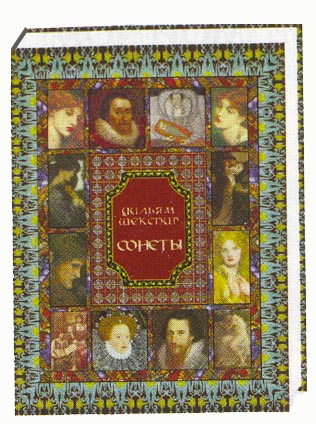 Уильям
Шекспир
Сонеты